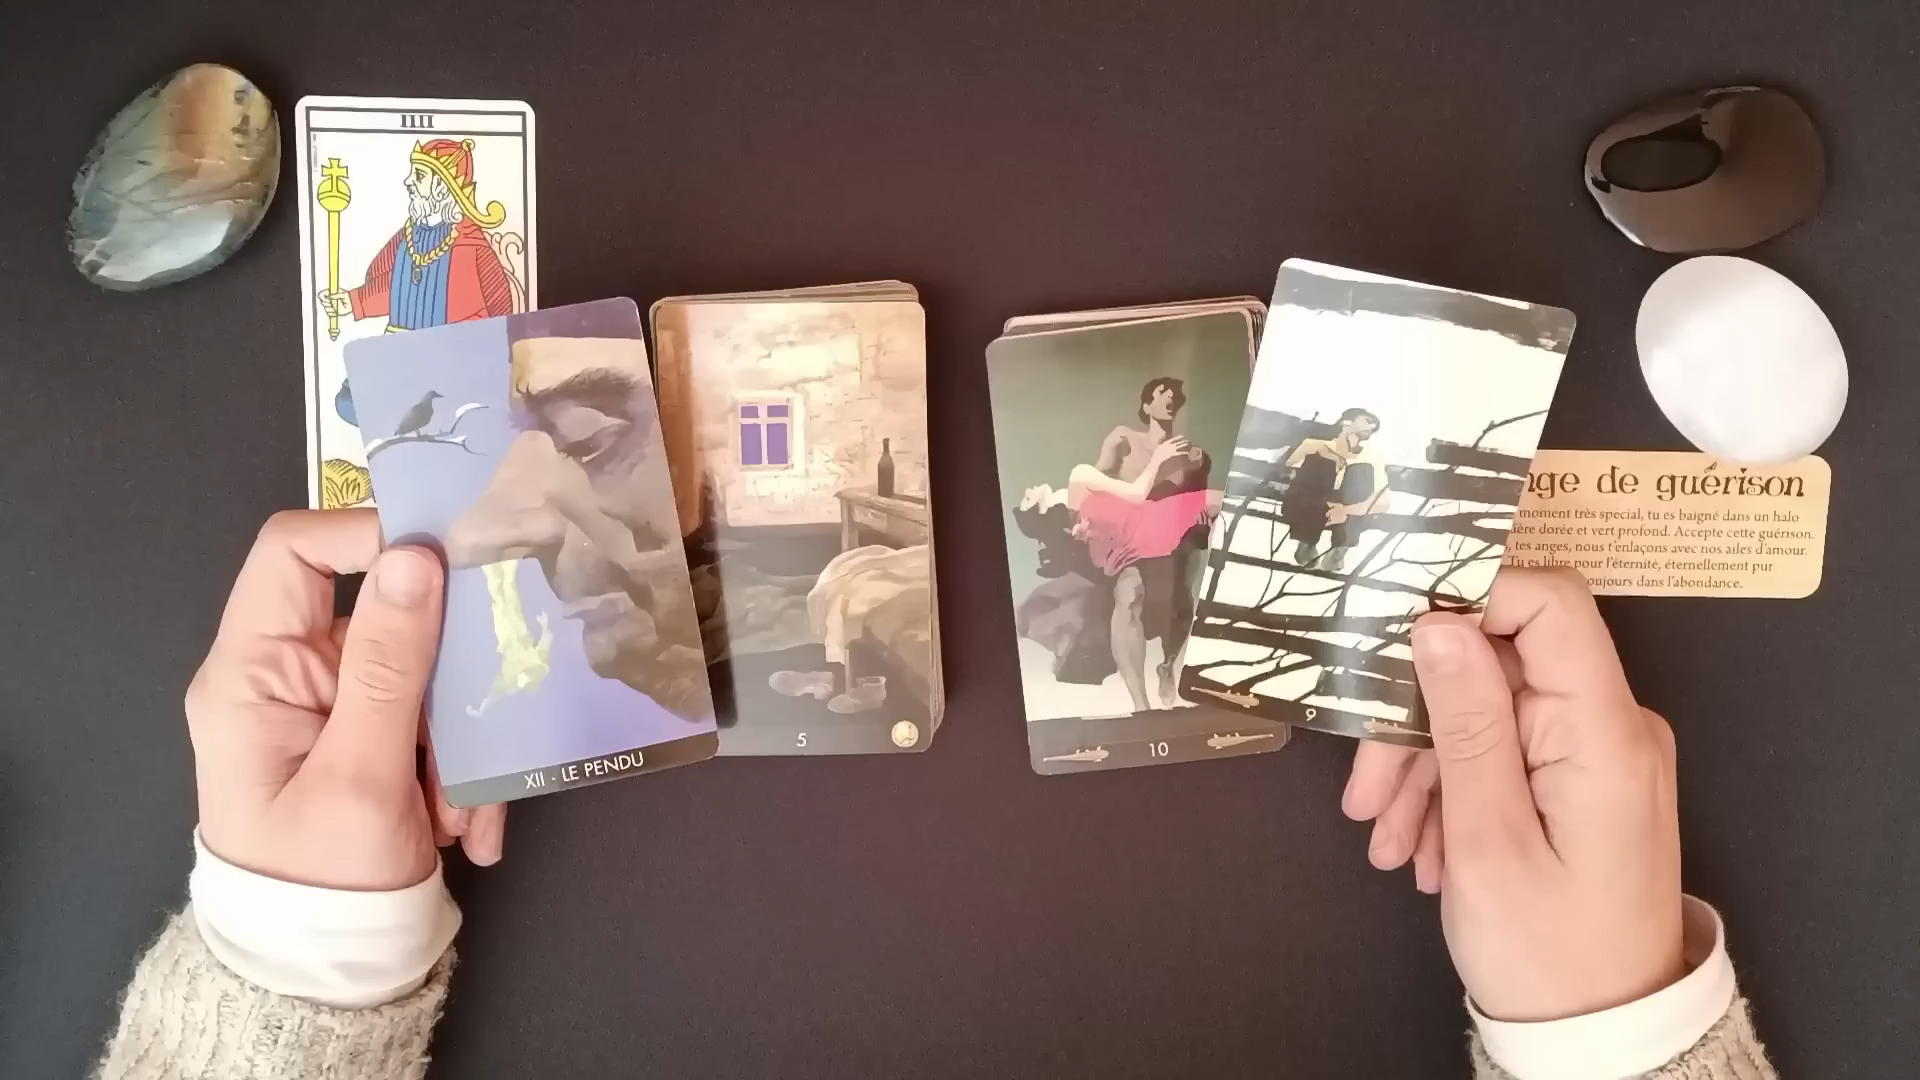 IIII
XII · LE PENDU
5
10
9
nge de guérison
moment très special, tu es baigné dans un halo
ière dorée et vert profond. Accepte cette guérison.
, tes anges, nous t'enlaçons avec nos ailes d'amour.
Tu es libre pour l'éternité, éternellement pur
oujours dans l'abondance.